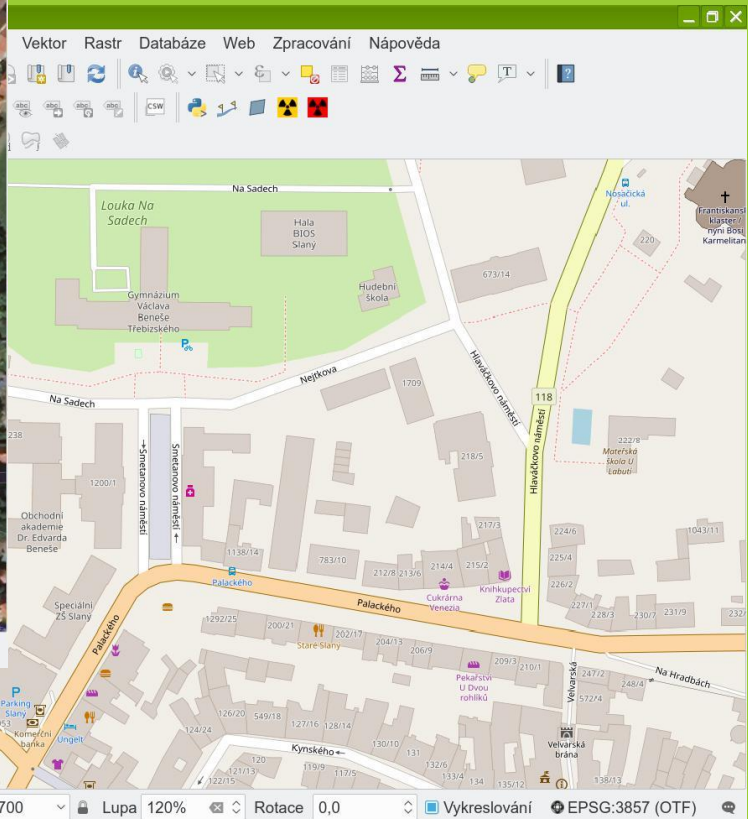 Vektor Rastr Databáze Web Zpracování Nápověda
abc abc abc abc CSW
Σ T ?
Na Sadech
Louka Na
Sadech
Hala
BIOS
Slaný
Nosačická
ul.
Františkansk
klaster /
nyní Bosí
Karmelitan
220
673/14
Gymnázium
Václava
Beneše
Třebízského
Hudební
škola
P
Nejtkova
1709
Hlaváčkovo náměstí
118
Na Sadech
238
Smetanovo náměstí
Smetanovo náměstí
218/5
Hlaváčkovo náměstí
222/8
Mateřská
škola U
Labutí
1200/1
Obchodní
akademie
Dr. Edvarda
Beneše
217/3
224/6
1043/11
1138/14
783/10
212/8 213/6
214/4
215/2
225/4
226/2
Palackého
Cukrárna
Venezia
Knihkupectví
Zlata
Speciální
ZŠ Slaný
Palackého
227/1
228/3
230/7
231/9
232/
1292/25
200/21
202/17
Staré Slaný
204/13
206/9
209/3
210/1
Palackého
Pekařství
U Dvou
rohlíků
Velvarská
247/2
248/4
Na Hradbách
572/4
P
Parking
Slaný
953
Komerční
banka
Ungelt
126/20
549/18
127/16
128/14
124/24
Kynského
130/10
131
Velvarská
brána
120
121/13
122/15
119/9
117/5
132/6
133/4
134
135/12
138/13
700 Lupa 120% Rotace 0,0 Vykreslování EPSG:3857 (OTF)